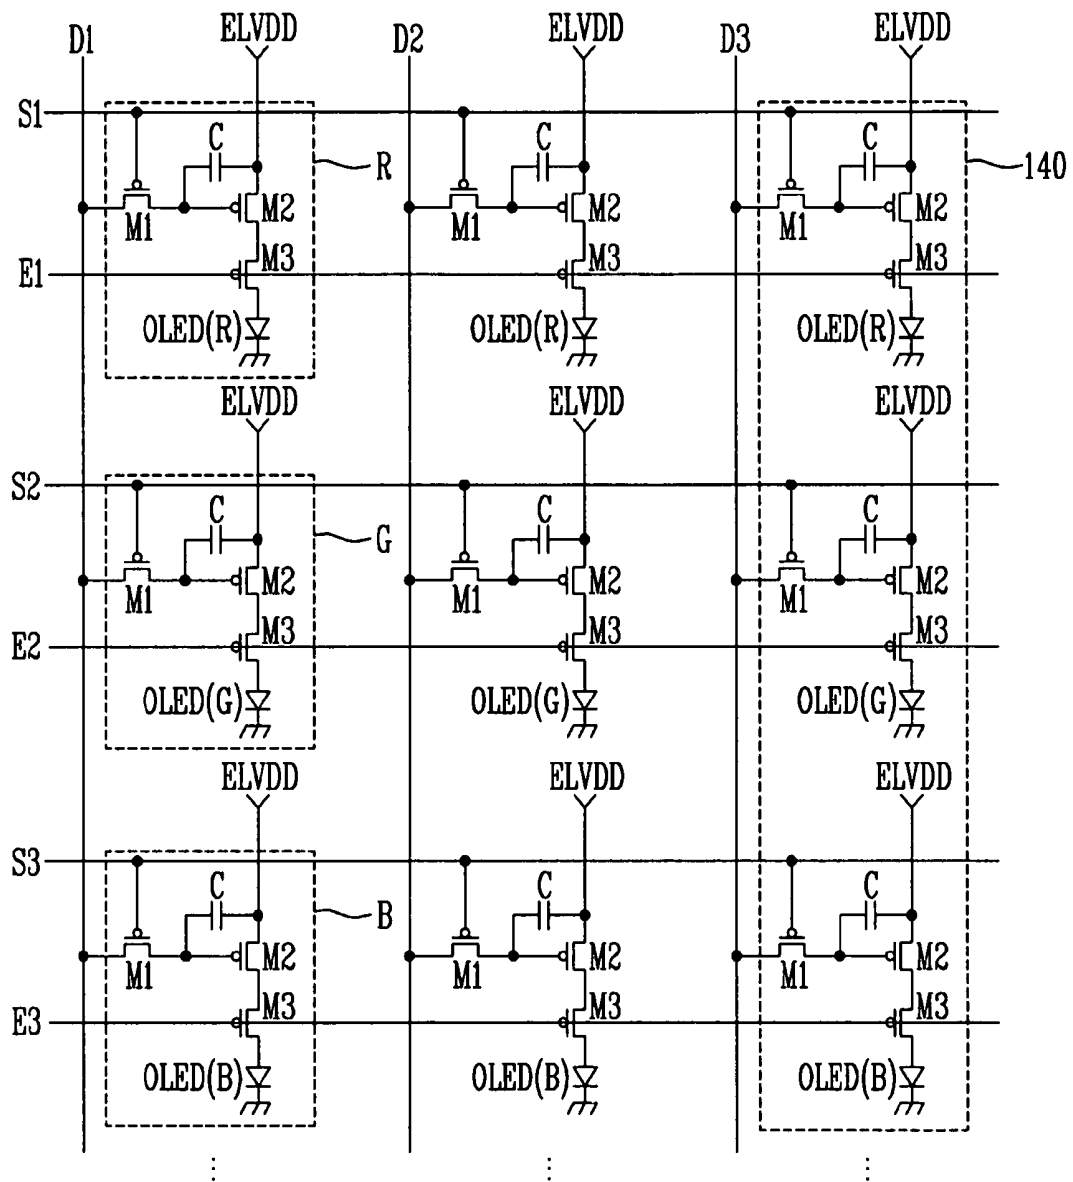 D1 ELVDD D2 ELVDD D3 ELVDD
S1
C R C C 140
M1 M2 M1 M2 M1 M2
E1 M3 M3 M3
OLED(R) OLED(R) OLED(R)
ELVDD ELVDD ELVDD
S2
C G C C
M1 M2 M1 M2 M1 M2
E2 M3 M3 M3
OLED(G) OLED(G) OLED(G)
ELVDD ELVDD ELVDD
S3
C B C C
M1 M2 M1 M2 M1 M2
E3 M3 M3 M3
OLED(B) OLED(B) OLED(B)
⋮ ⋮ ⋮